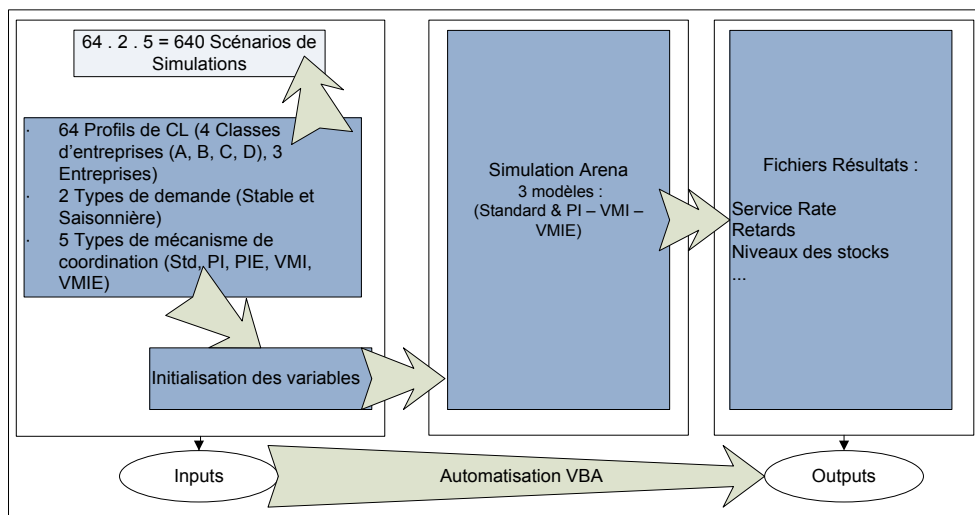 64 . 2 . 5 = 640 Scénarios de
Simulations
· 64 Profils de CL (4 Classes
d'entreprises (A, B, C, D), 3
Entreprises)
· 2 Types de demande (Stable et
Saisonnière)
· 5 Types de mécanisme de
coordination (Std, PI, PIE, VMI,
VMIE)
Initialisation des variables
Simulation Arena
3 modèles :
(Standard & PI – VMI –
VMIE)
Fichiers Résultats :
Service Rate
Retards
Niveaux des stocks
...
Inputs
Automatisation VBA
Outputs